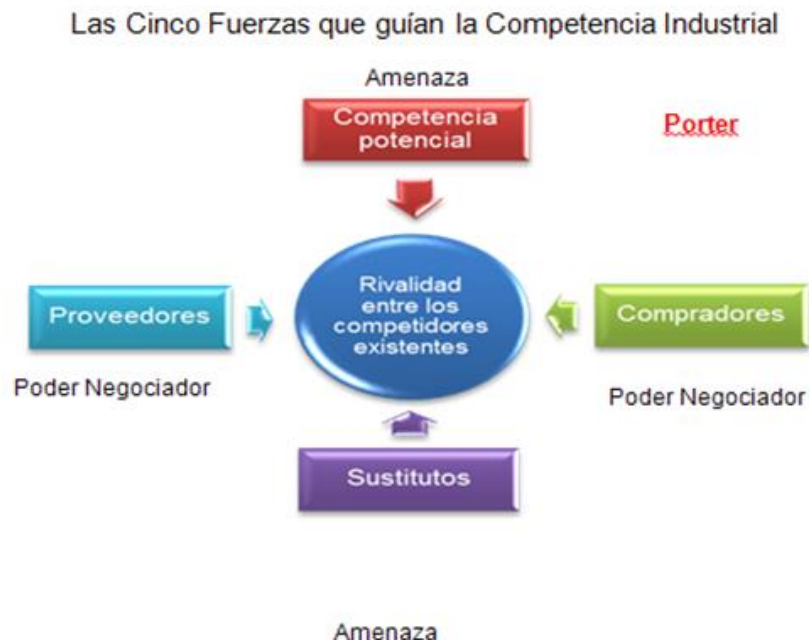 Las Cinco Fuerzas que guían la Competencia Industrial
Amenaza
Competencia
potencial
Porter
Proveedores
Rivalidad
entre los
competidores
existentes
Compradores
Poder Negociador
Poder Negociador
Sustitutos
Amenaza